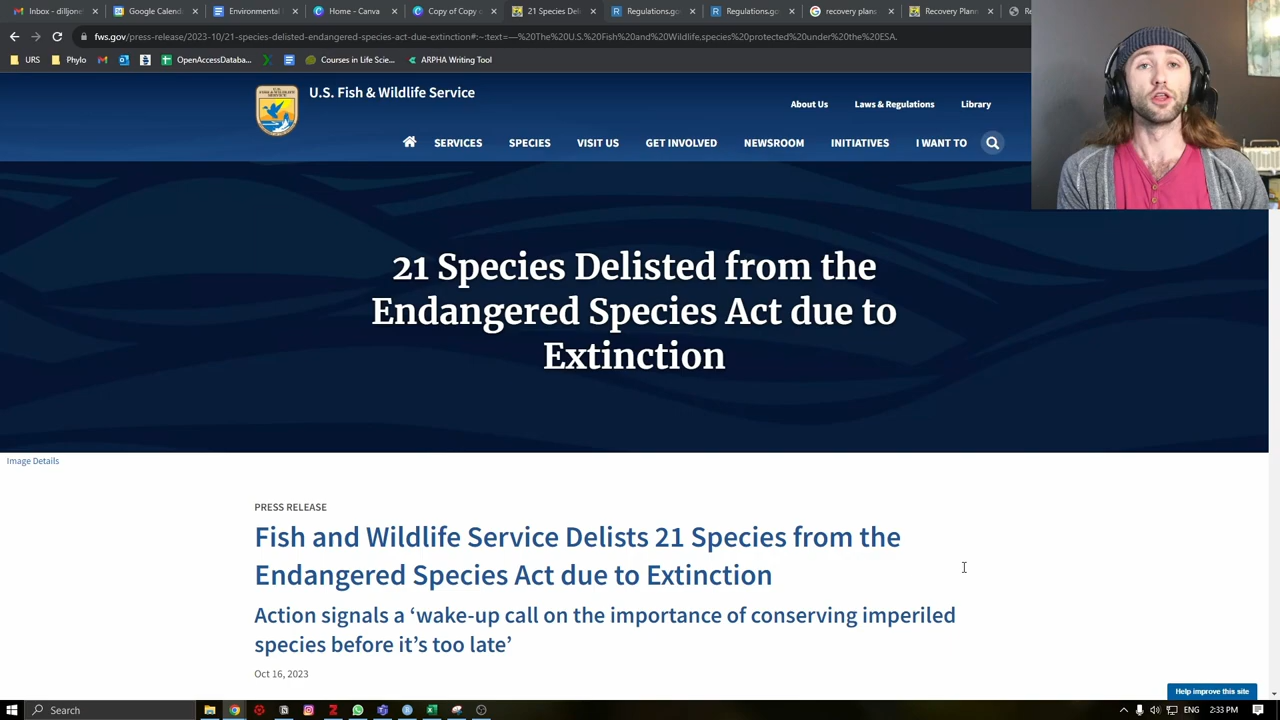 Inbox - dillon
Google Calend
Environmental
Home - Canva
Copy of Copy o
21 Species Deli
Regulations.go
Regulations.go
recovery plans
Recovery Plann
fws.gov/press-release/2023-10/21-species-delisted-endangered-species-act-due-extinction#:~:text=—%20The%20U.S.%20Fish%20and%20Wildlife,species%20protected%20under%20the%20ESA.
URS
Phylo
OpenAccessDataba...
Courses in Life Scie...
ARPHA Writing Tool
U.S. FISH & WILDLIFE SERVICE
U.S. Fish & Wildlife Service
About Us
Laws & Regulations
Library
SERVICES
SPECIES
VISIT US
GET INVOLVED
NEWSROOM
INITIATIVES
I WANT TO
21 Species Delisted from the
Endangered Species Act due to
Extinction
Image Details
PRESS RELEASE
Fish and Wildlife Service Delists 21 Species from the
Endangered Species Act due to Extinction
Action signals a ‘wake-up call on the importance of conserving imperiled
species before it’s too late’
Oct 16, 2023
Help improve this site
Search
ENG
2:33 PM